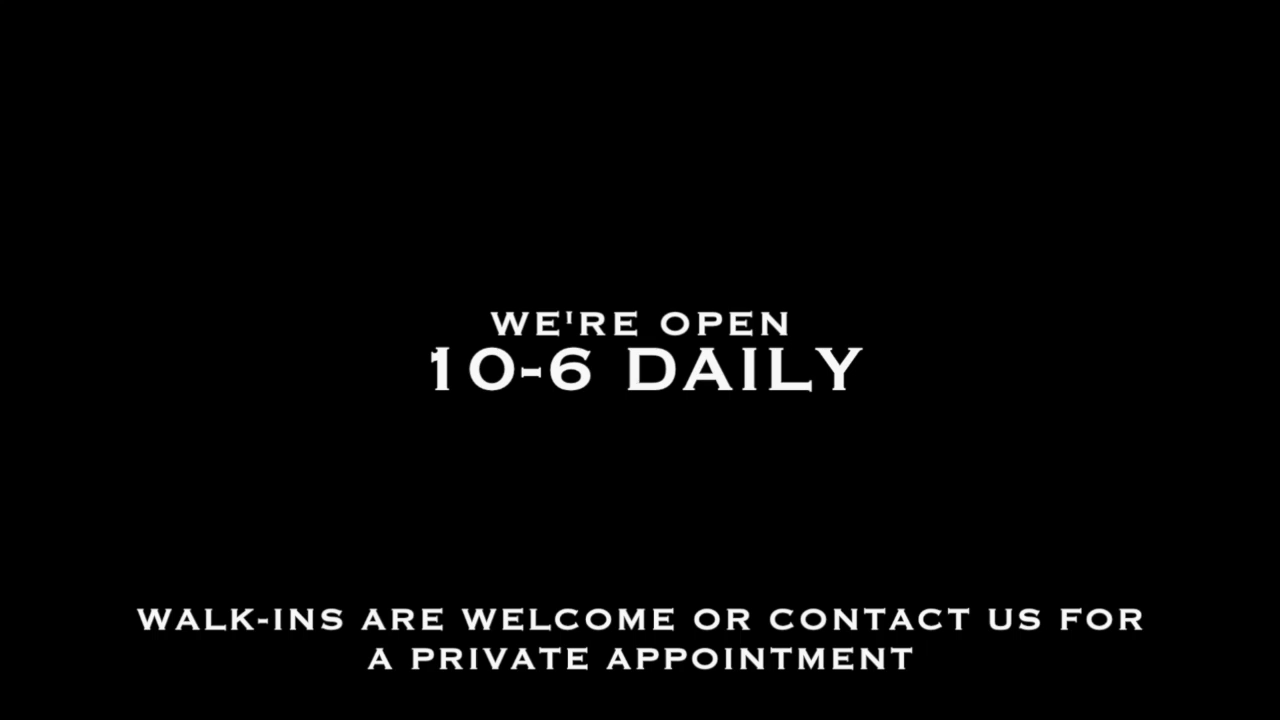 WE'RE OPEN
10-6 DAILY
WALK-INS ARE WELCOME OR CONTACT US FOR
A PRIVATE APPOINTMENT